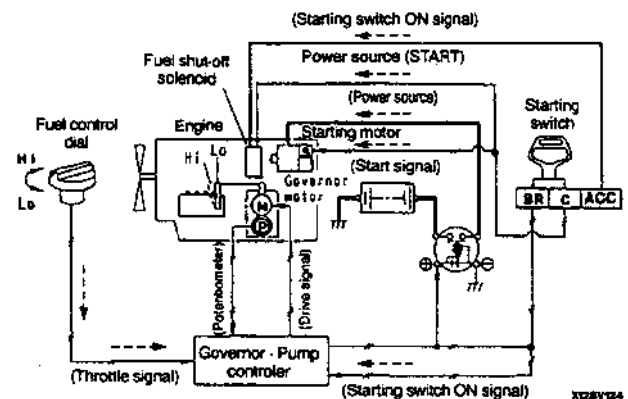 (Starting switch ON signal)
Power source (START)
Fuel shut-off
solenoid
(Power source)
Starting
switch
Fuel control
dial
Engine
Starting motor
Hi
Lo
Hi
Lo
S
(Start signal)
Governor
motor
BR
C
ACC
M
P
(Potentiometer)
(Drive signal)
Governor · Pump
controler
(Throttle signal)
(Starting switch ON signal)